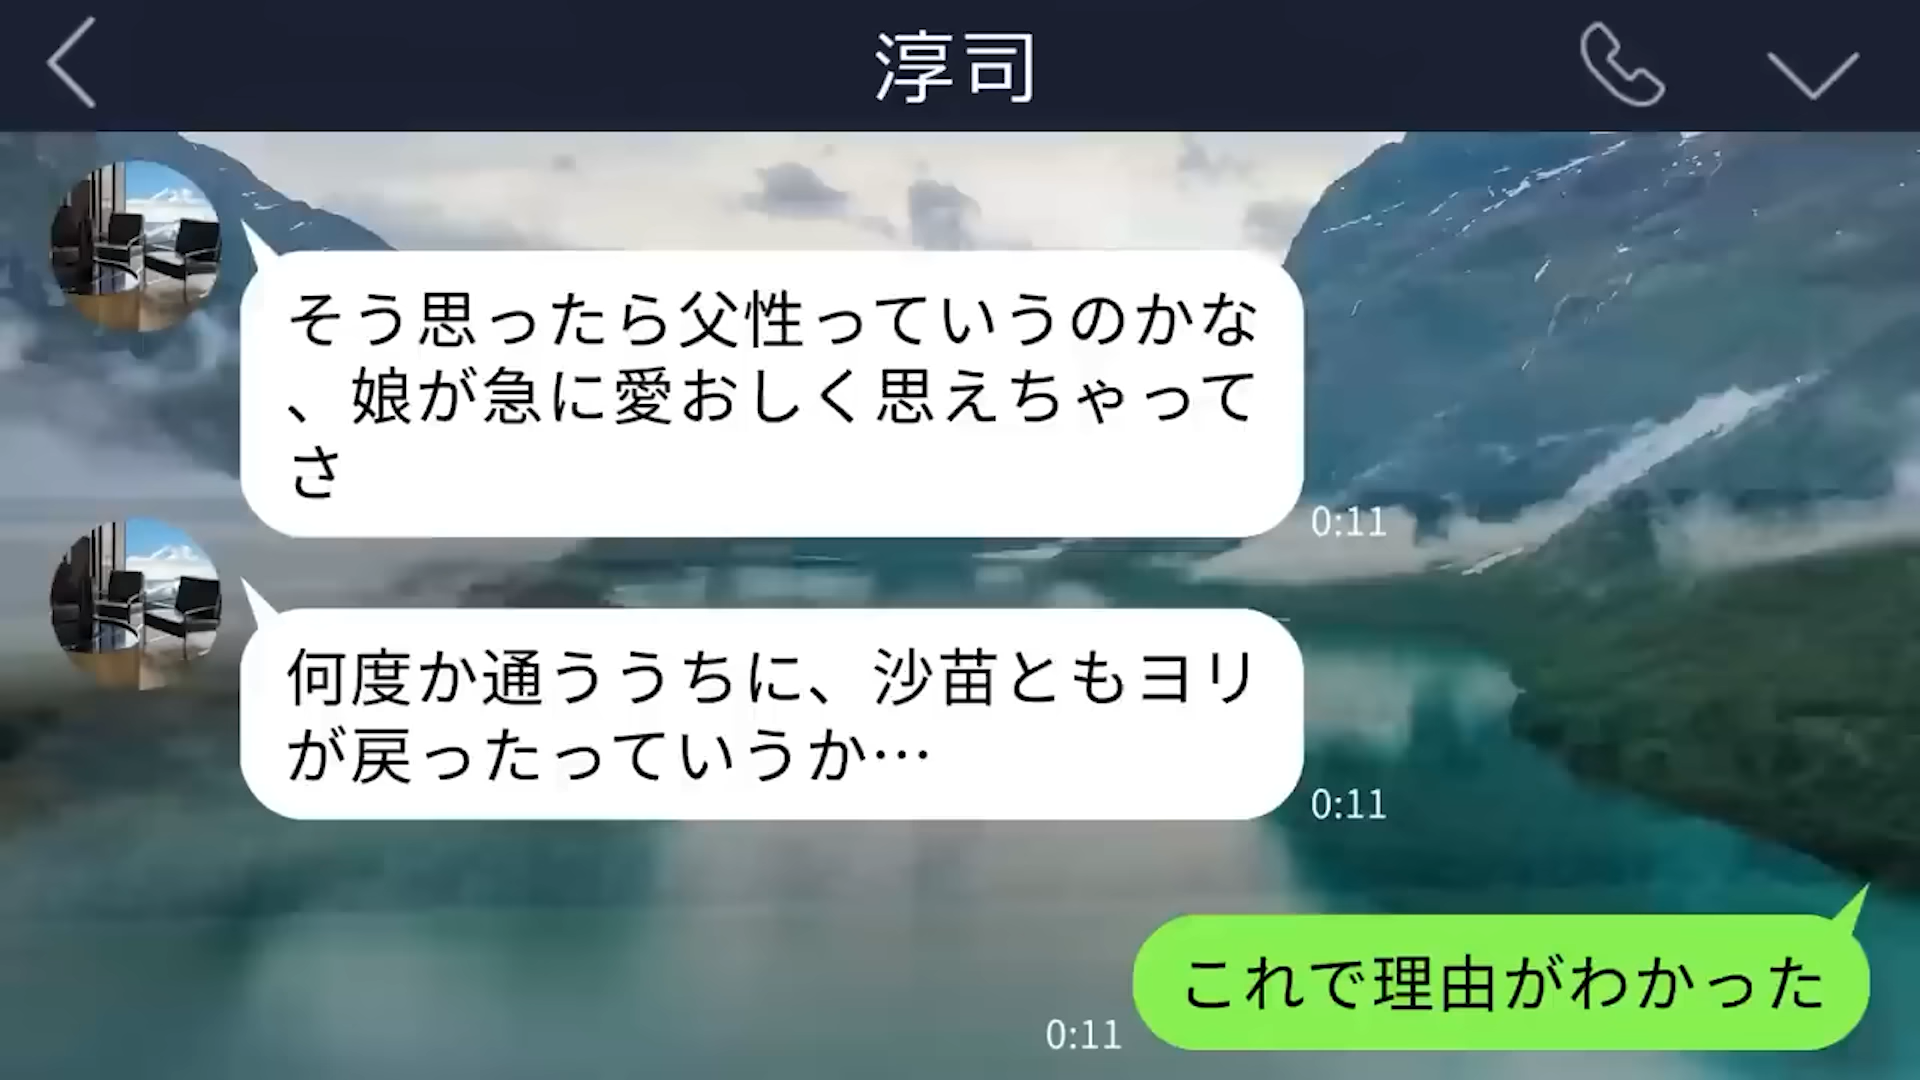 淳司
そう思ったら父性っていうのかな
、娘が急に愛おしく思えちゃって
さ
0:11
何度か通ううちに、沙苗ともヨリ
が戻ったっていうか…
0:11
これで理由がわかった
0:11